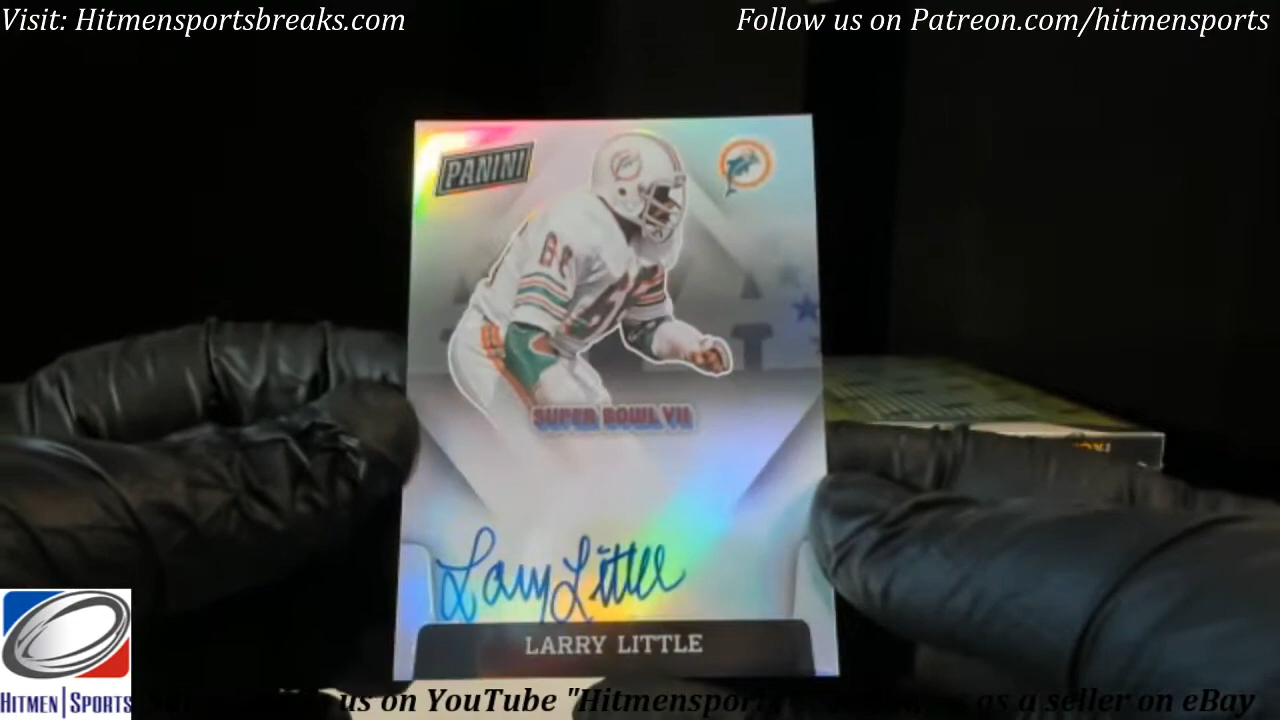 Visit: Hitmensportsbreaks.com
Follow us on Patreon.com/hitmensports
PANINI
SUPER BOWL VII
Larry Little
LARRY LITTLE
HITMEN|SPORTS
us on YouTube "Hitmensport as a seller on eBay